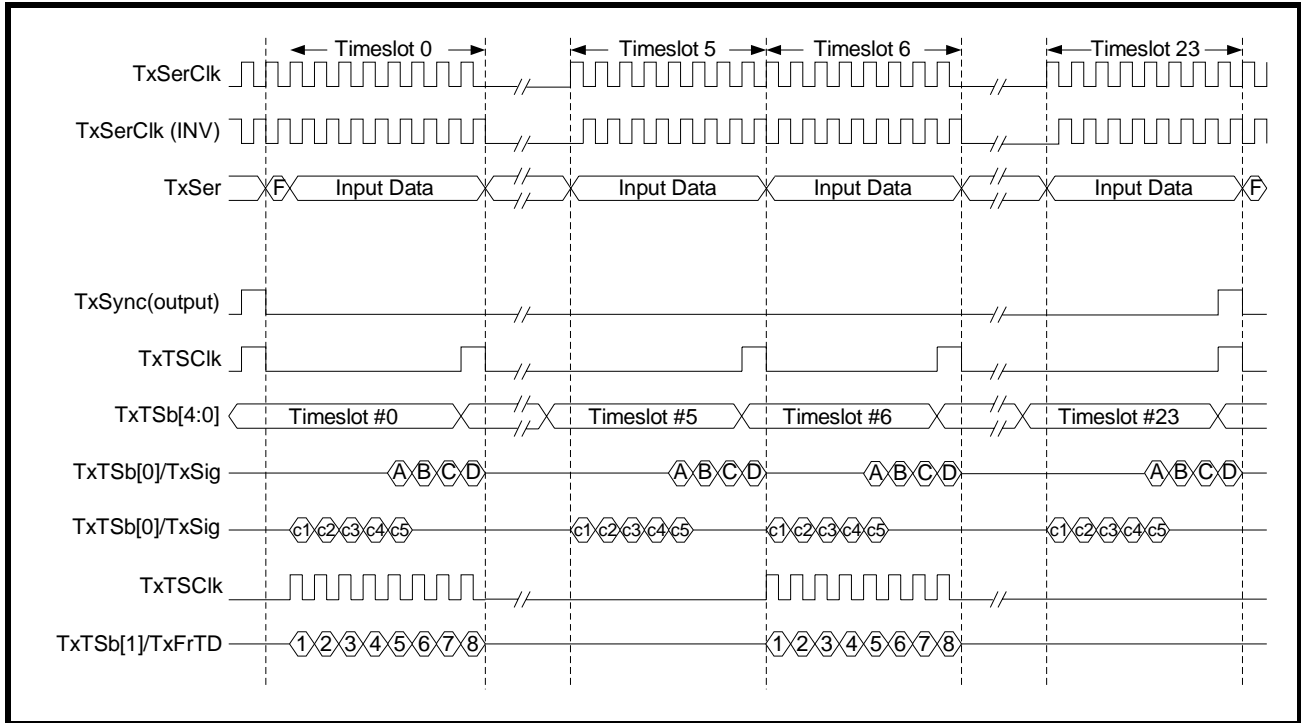 Timeslot 0 Timeslot 5 Timeslot 6 Timeslot 23
TxSerClk
TxSerClk (INV)
TxSer F Input Data Input Data Input Data Input Data F
TxSync(output)
TxTSClk
TxTSb[4:0] Timeslot #0 Timeslot #5 Timeslot #6 Timeslot #23
TxTSb[0]/TxSig A B C D A B C D A B C D A B C D
TxTSb[0]/TxSig c1 c2 c3 c4 c5 c1 c2 c3 c4 c5 c1 c2 c3 c4 c5 c1 c2 c3 c4 c5
TxTSClk
TxTSb[1]/TxFrTD 1 2 3 4 5 6 7 8 1 2 3 4 5 6 7 8